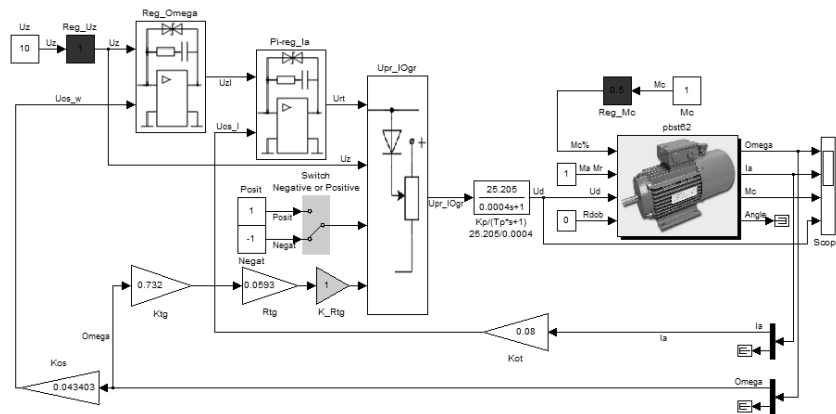 Uz
10
Uz
Reg_Uz
1
Uz
Reg_Omega
Uos_w
UzI
Pi-reg_Ia
Uos_I
Urt
Upr_IOgr
Uz
Switch
Negative or Positive
Posit
1
Posit
-1
Negat
Negat
Upr_IOgr
25.205
0.0004s+1
Kp/(Tp*s+1)
25.205/0.0004
Ud
Reg_Mc
Mc
1
Mc
pbst62
Mc%
1
Ma Mr
Ud
0
Rdob
Omega
Ia
Mc
Angle
Scop
0.732
Ktg
0.0593
Rtg
1
K_Rtg
Omega
0.08
Kot
Ia
Ia
Kos
0.043403
Omega